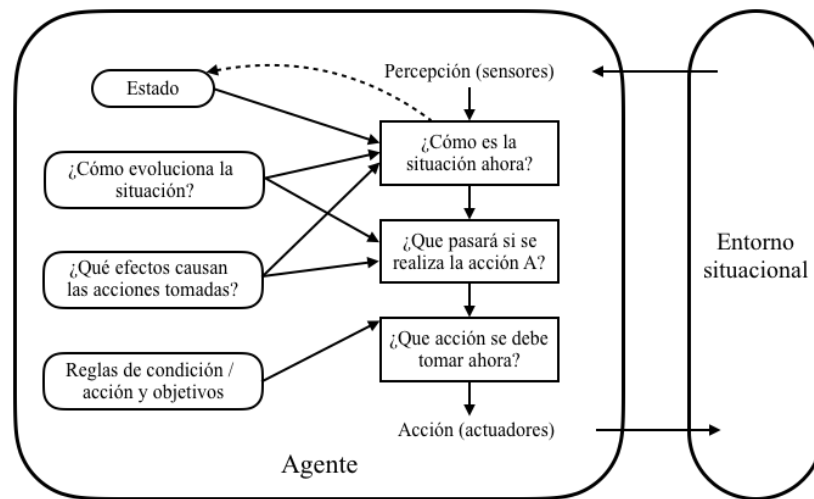 Estado
Percepción (sensores)
¿Cómo es la
situación ahora?
¿Cómo evoluciona la
situación?
¿Que pasará si se
realiza la acción A?
¿Qué efectos causan
las acciones tomadas?
¿Que acción se debe
tomar ahora?
Reglas de condición /
acción y objetivos
Acción (actuadores)
Agente
Entorno
situacional